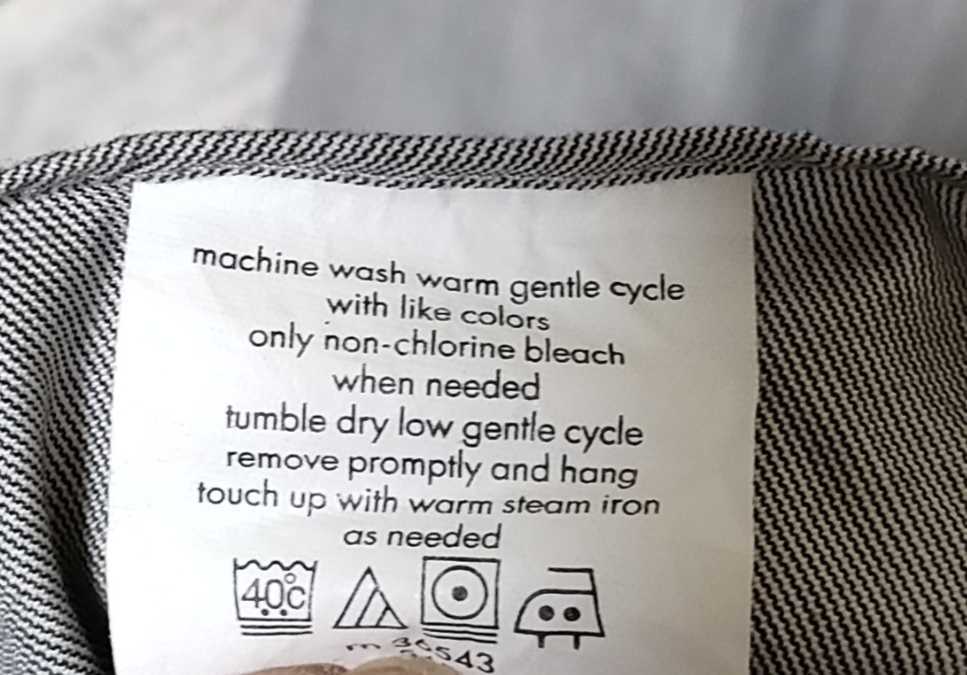 machine wash warm gentle cycle
with like colors
only non-chlorine bleach
when needed
tumble dry low gentle cycle
remove promptly and hang
touch up with warm steam iron
as needed
40°C